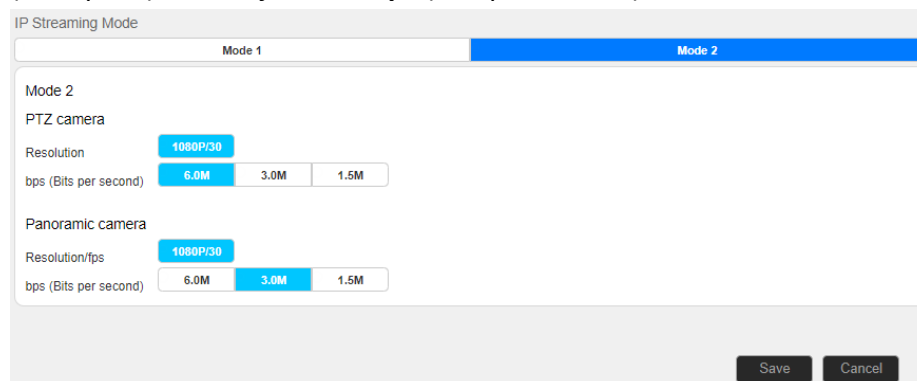 IP Streaming Mode
Mode 1 Mode 2
Mode 2
PTZ camera
Resolution 1080P/30
bps (Bits per second) 6.0M 3.0M 1.5M
Panoramic camera
Resolution/fps 1080P/30
bps (Bits per second) 6.0M 3.0M 1.5M
Save Cancel